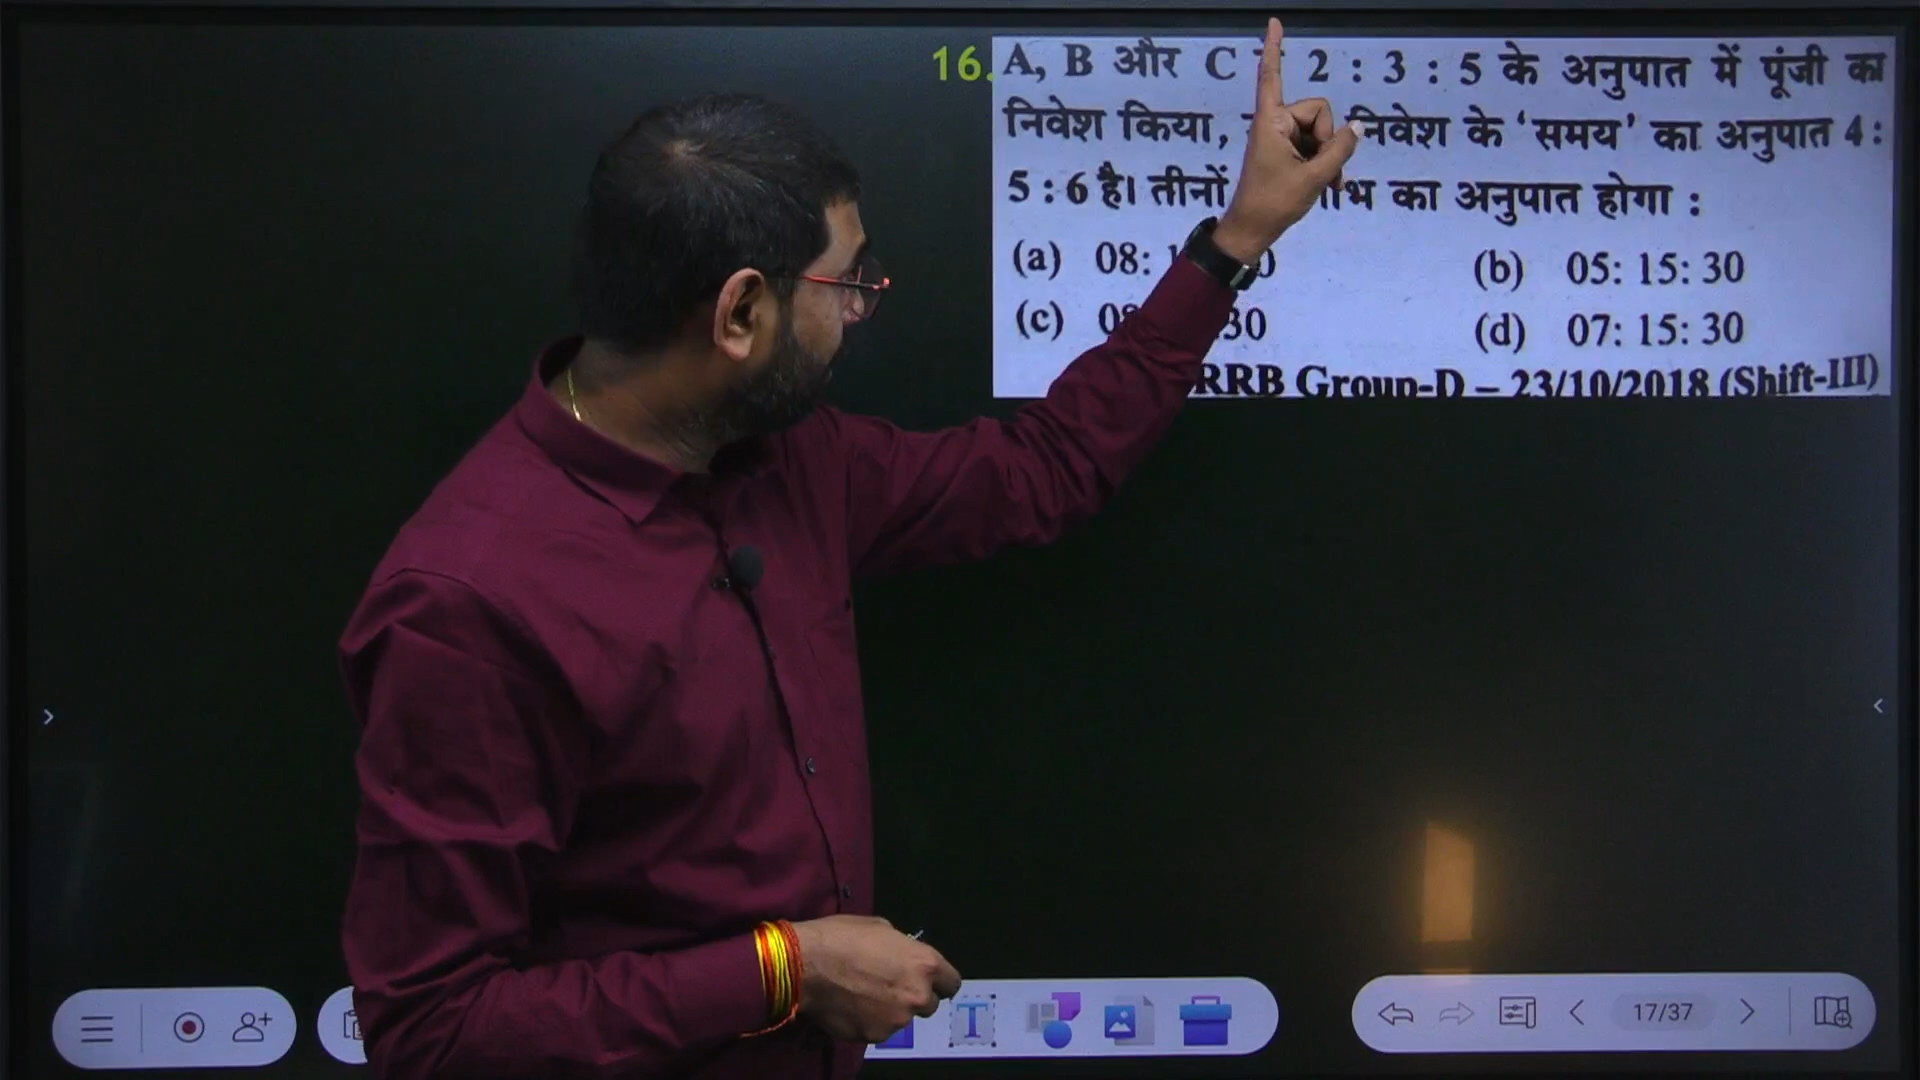 16. A, B और C 2 : 3 : 5 के अनुपात में पूंजी का
निवेश किया, निवेश के ‘समय’ का अनुपात 4 :
5 : 6 है। तीनों का अनुपात होगा :
(a) 08: (b) 05: 15: 30
(c) 30 (d) 07: 15: 30
RRB Group-D – 23/10/2018 (Shift-III)
T 17/37